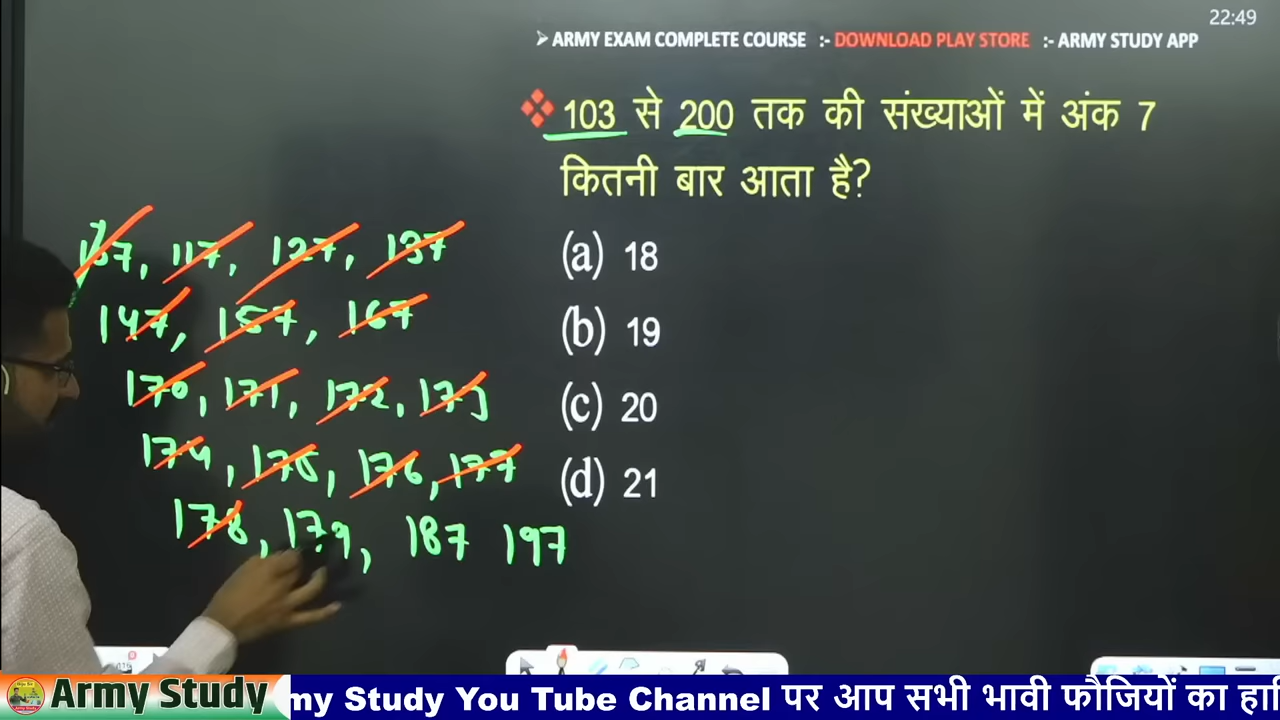 22:49
➢ ARMY EXAM COMPLETE COURSE :- DOWNLOAD PLAY STORE :- ARMY STUDY APP
❖ 103 से 200 तक की संख्याओं में अंक 7
कितनी बार आता है?
(a) 18
(b) 19
(c) 20
(d) 21
107, 117, 127, 137
147, 157, 167
170, 171, 172, 173
174, 175, 176, 177
178, 179, 187 197
Army Study
my Study You Tube Channel पर आप सभी भावी फौजियों का हार्